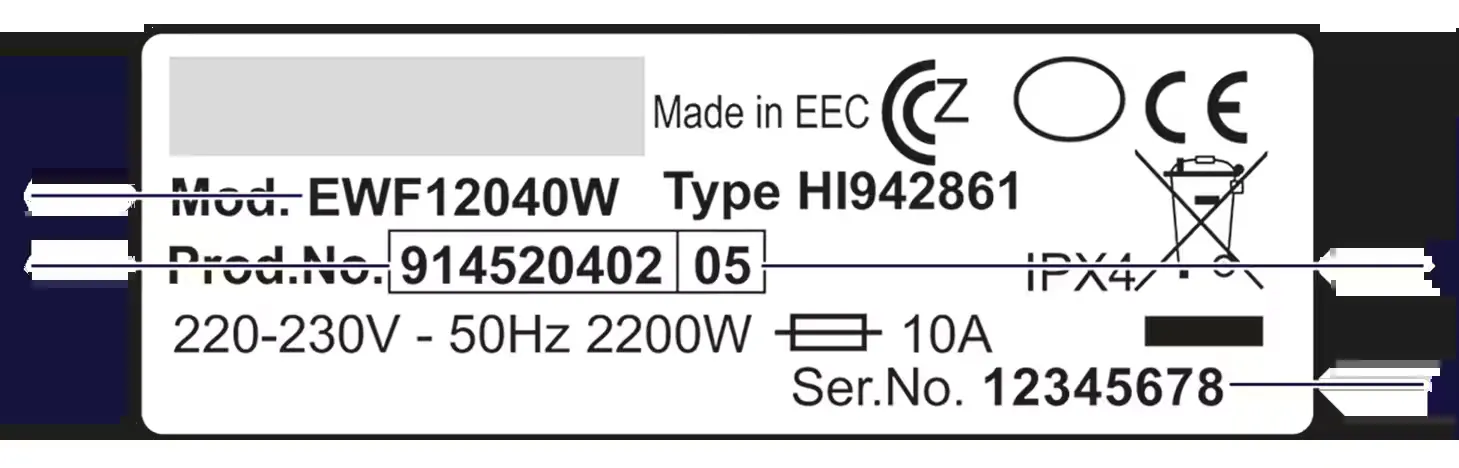 Made in EEC CZ CE
Mod. EWF12040W Type HI942861
Prod.No. 914520402 05 IPX4
220-230V - 50Hz 2200W 10A
Ser.No. 12345678